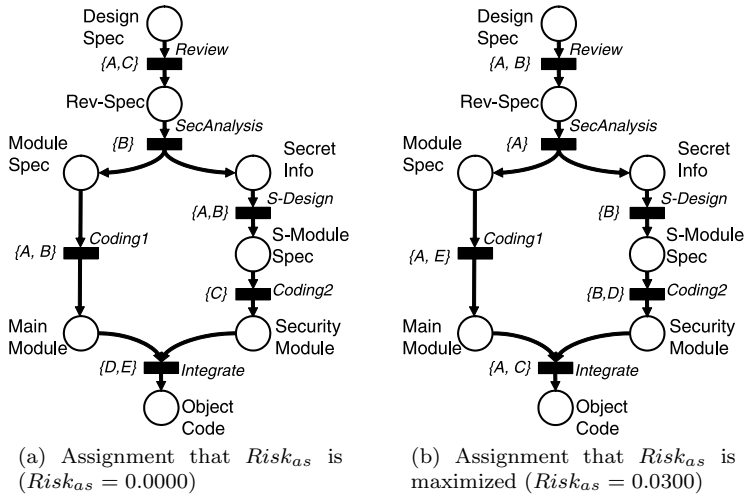 Design
Spec
Review
{A,C}
Rev-Spec
SecAnalysis
{B}
Module
Spec
Secret
Info
S-Design
{A,B}
Coding1
{A, B}
S-Module
Spec
{C}
Coding2
Main
Module
Security
Module
{D,E}
Integrate
Object
Code
(a) Assignment that Risk_as is
(Risk_as = 0.0000)
Design
Spec
Review
{A, B}
Rev-Spec
SecAnalysis
{A}
Module
Spec
Secret
Info
S-Design
{B}
Coding1
{A, E}
S-Module
Spec
{B,D}
Coding2
Main
Module
Security
Module
{A, C}
Integrate
Object
Code
(b) Assignment that Risk_as is
maximized (Risk_as = 0.0300)